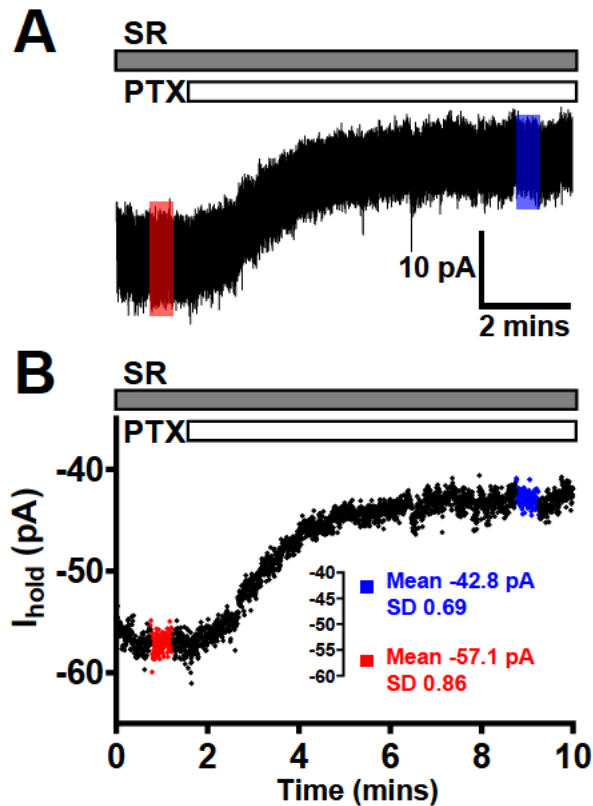 A
SR
PTX
10 pA
2 mins
B
SR
PTX
-40
-50
-60
I hold (pA)
-40
-45
-50
-55
-60
Mean -42.8 pA
SD 0.69
Mean -57.1 pA
SD 0.86
0 2 4 6 8 10
Time (mins)